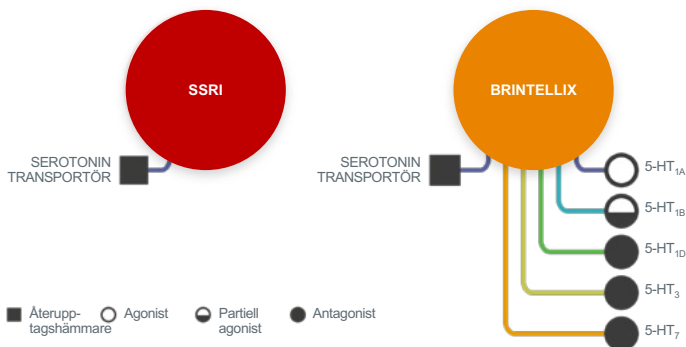 SSRI
SEROTONIN
TRANSPORTÖR
BRINTELLIX
SEROTONIN
TRANSPORTÖR
5-HT1A
5-HT1B
5-HT1D
5-HT3
5-HT7
Återupp-
tagshämmare
Agonist
Partiell
agonist
Antagonist